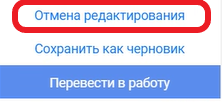 Отмена редактирования
Сохранить как черновик
Перевести в работу